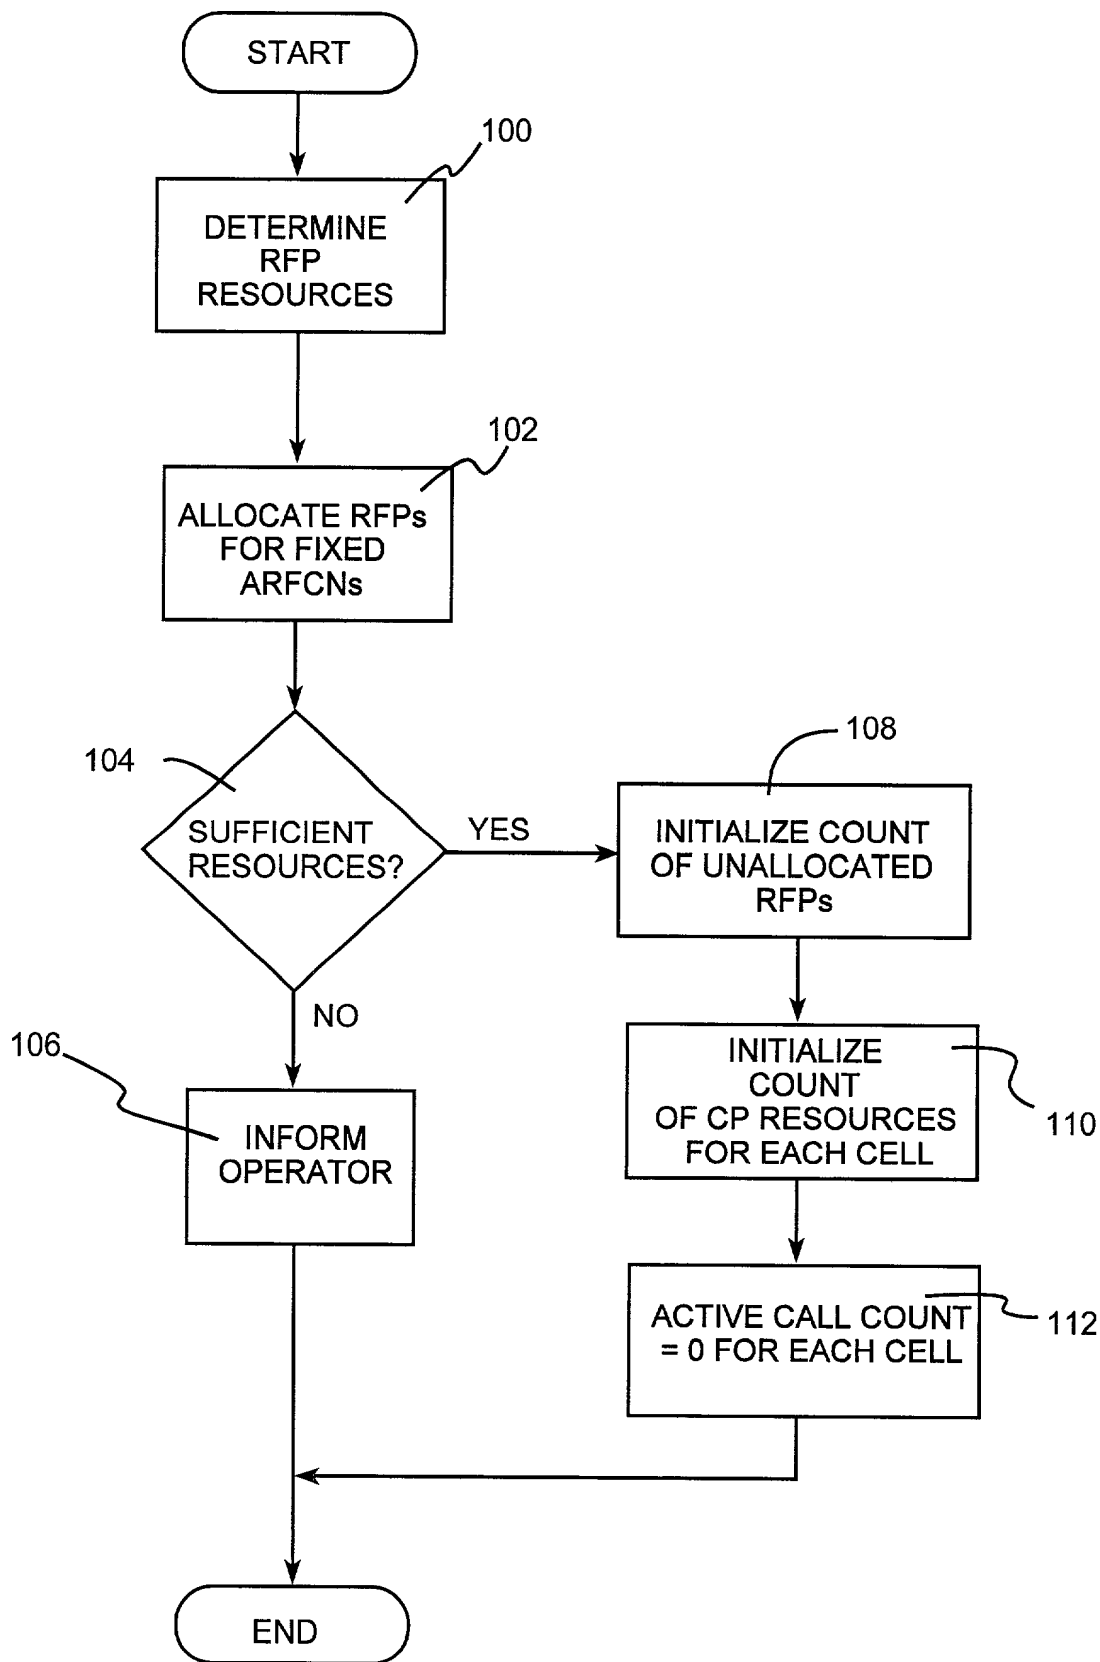 START
100
DETERMINE
RFP
RESOURCES
102
ALLOCATE RFPs
FOR FIXED
ARFCNs
104
SUFFICIENT
RESOURCES?
YES
NO
108
INITIALIZE COUNT
OF UNALLOCATED
RFPs
106
INFORM
OPERATOR
INITIALIZE
COUNT
OF CP RESOURCES
FOR EACH CELL
110
ACTIVE CALL COUNT
= 0 FOR EACH CELL
112
END